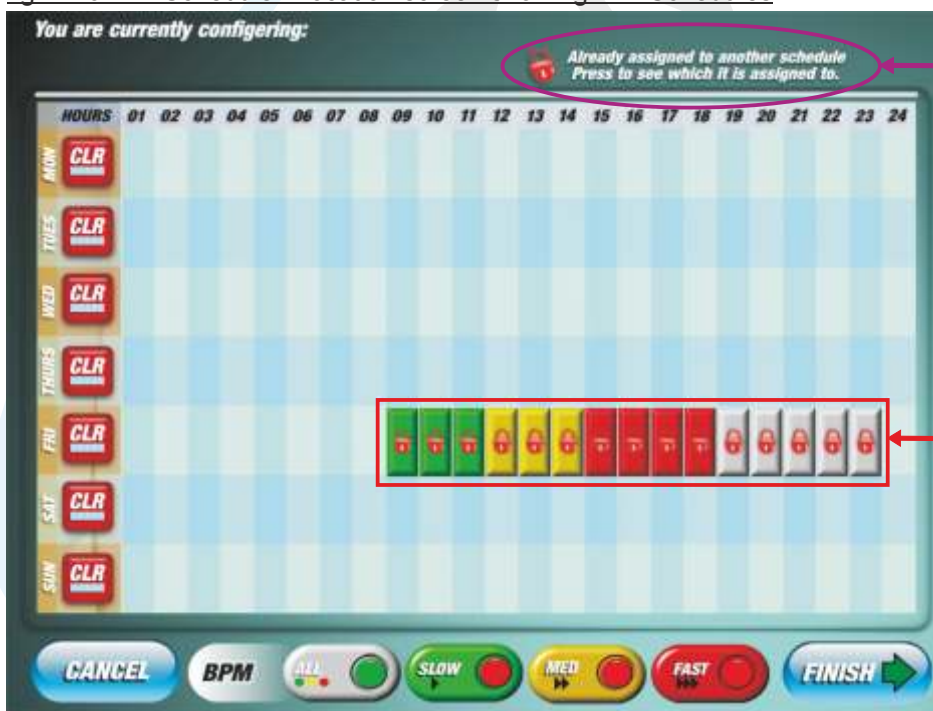 You are currently configering:
Already assigned to another schedule
Press to see which it is assigned to.
HOURS 01 02 03 04 05 06 07 08 09 10 11 12 13 14 15 16 17 18 19 20 21 22 23 24
MON CLR
TUES CLR
WED CLR
THURS CLR
FRI CLR
SAT CLR
SUN CLR
CANCEL BPM ALL SLOW MED FAST FINISH